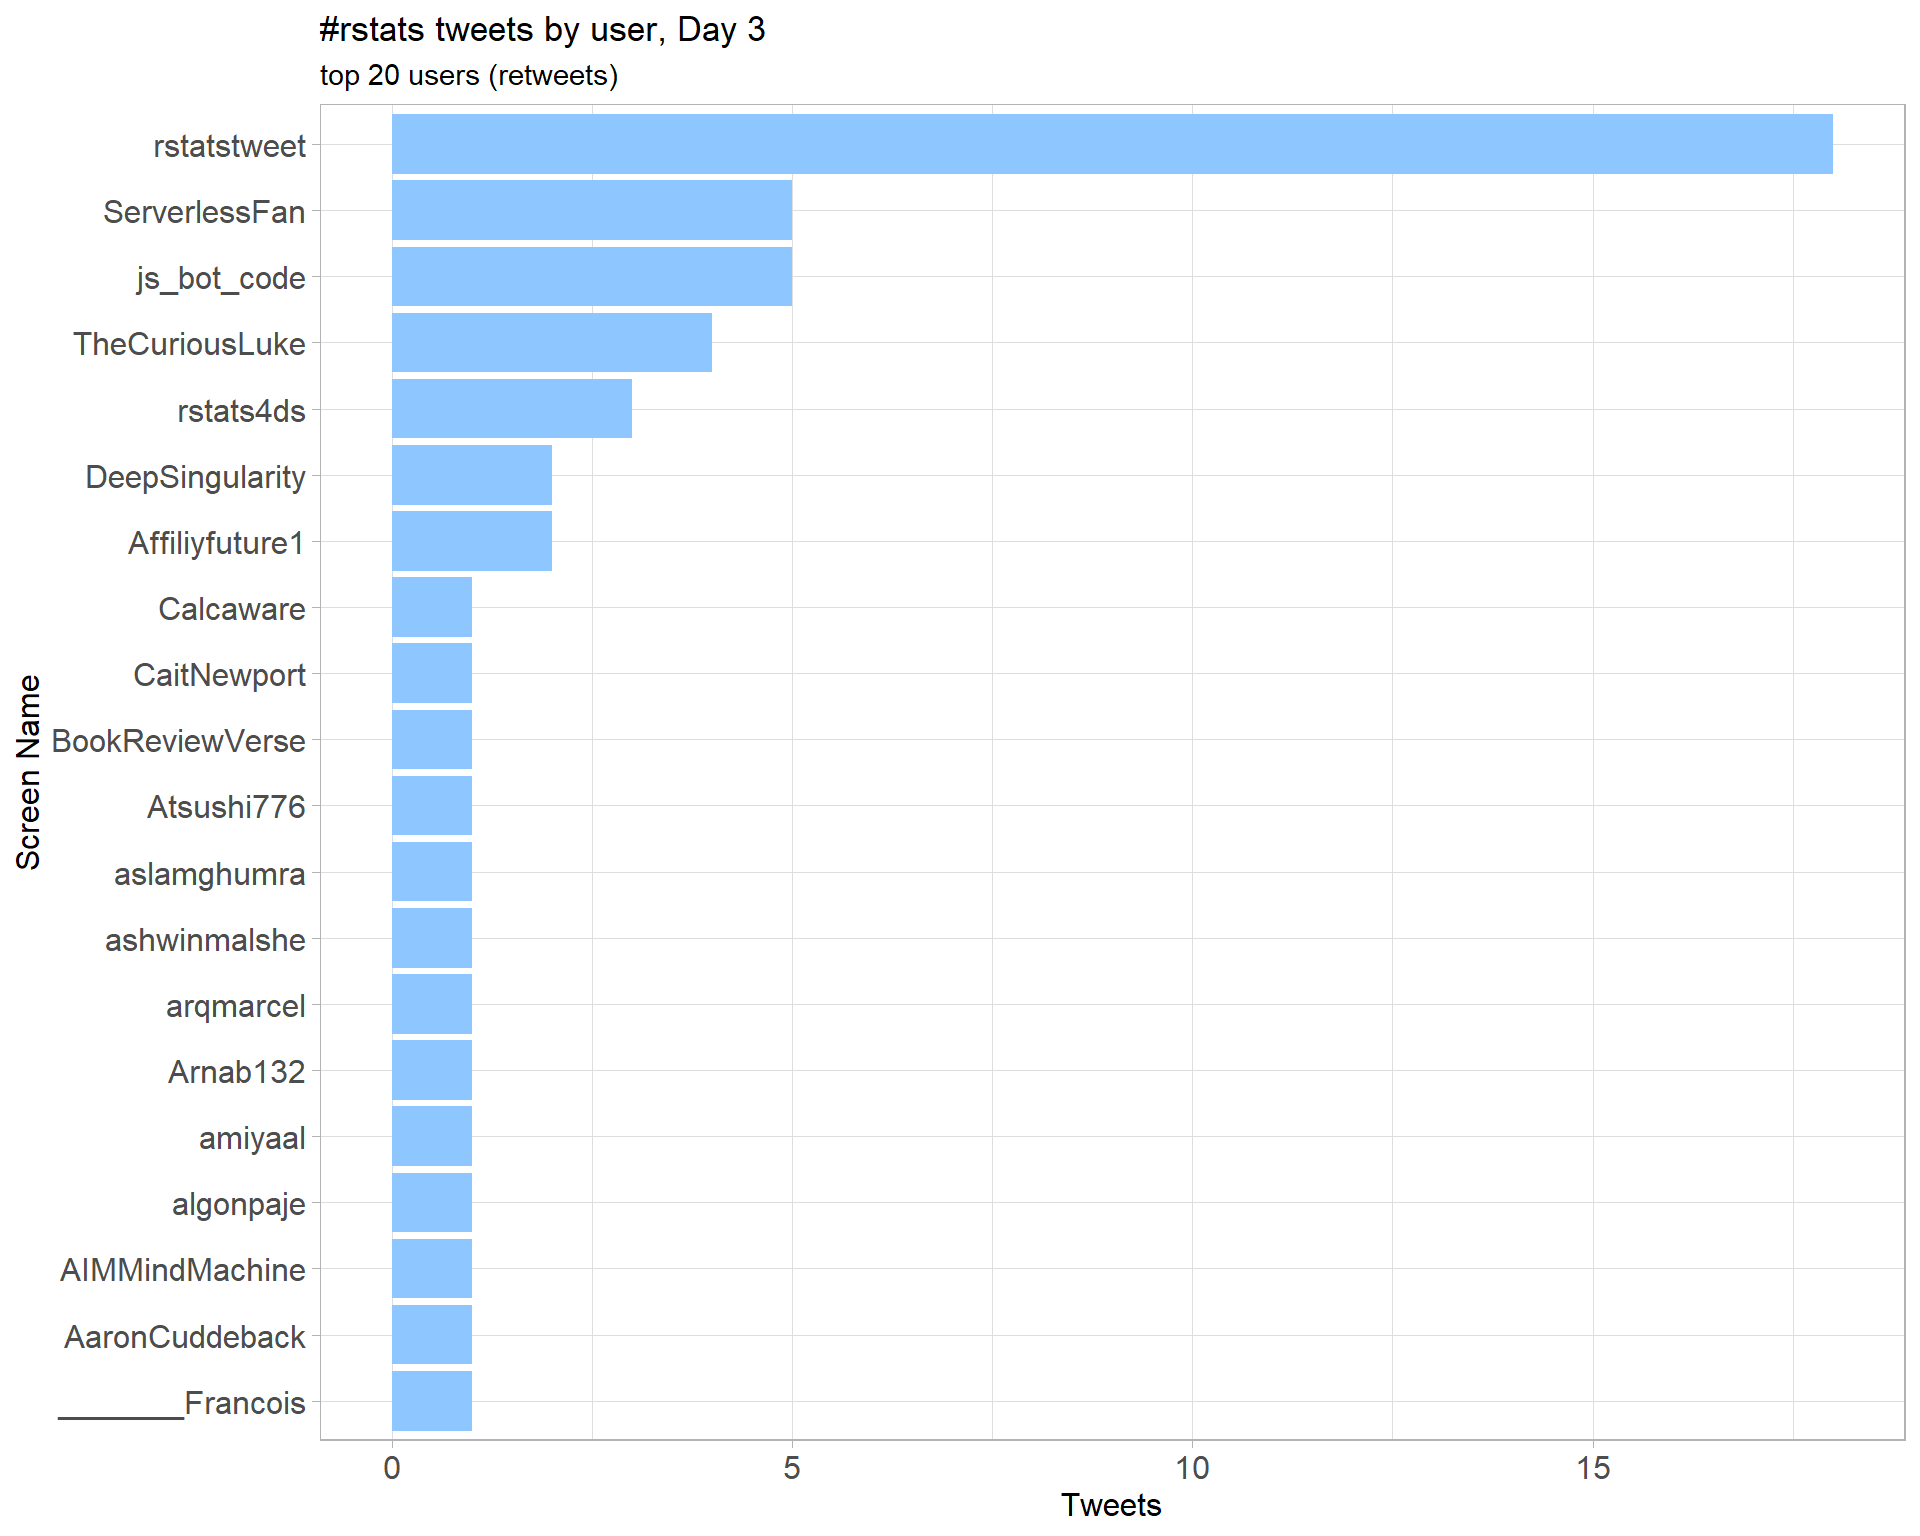 #rstats tweets by user, Day 3
top 20 users (retweets)
rstatstweet
ServerlessFan
js_bot_code
TheCuriousLuke
rstats4ds
DeepSingularity
Affiliyfuture1
Calcaware
CaitNewport
BookReviewVerse
Atsushi776
aslamghumra
ashwinmalshe
arqmarcel
Arnab132
amiyaal
algonpaje
AIMMindMachine
AaronCuddeback
_______Francois
Screen Name
0 5 10 15
Tweets